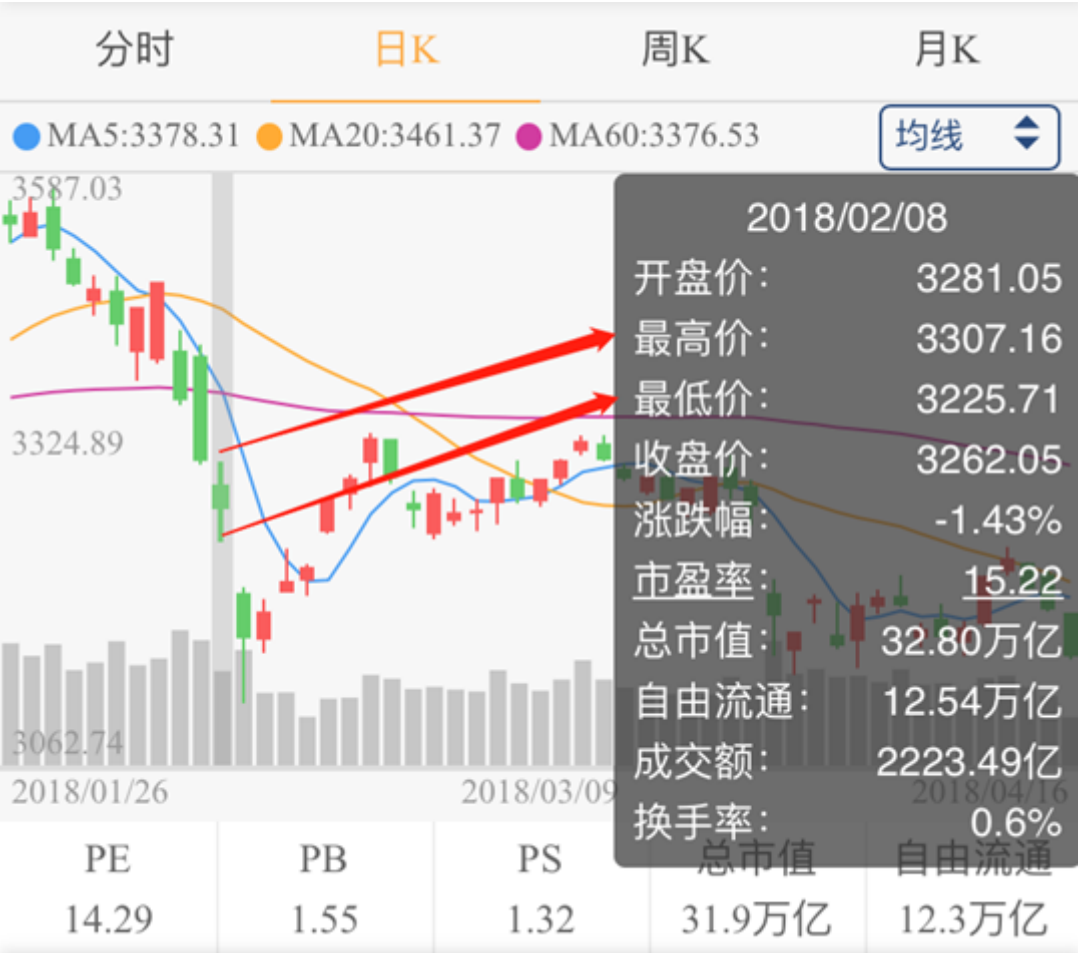 分时 日K 周K 月K
MA5:3378.31 MA20:3461.37 MA60:3376.53 均线
3587.03
3324.89
3062.74
2018/02/08
开盘价: 3281.05
最高价: 3307.16
最低价: 3225.71
收盘价: 3262.05
涨跌幅: -1.43%
市盈率: 15.22
总市值: 32.80万亿
自由流通: 12.54万亿
成交额: 2223.49亿
换手率: 0.6%
2018/01/26 2018/03/09 2018/04/16
PE PB PS 总市值 自由流通
14.29 1.55 1.32 31.9万亿 12.3万亿